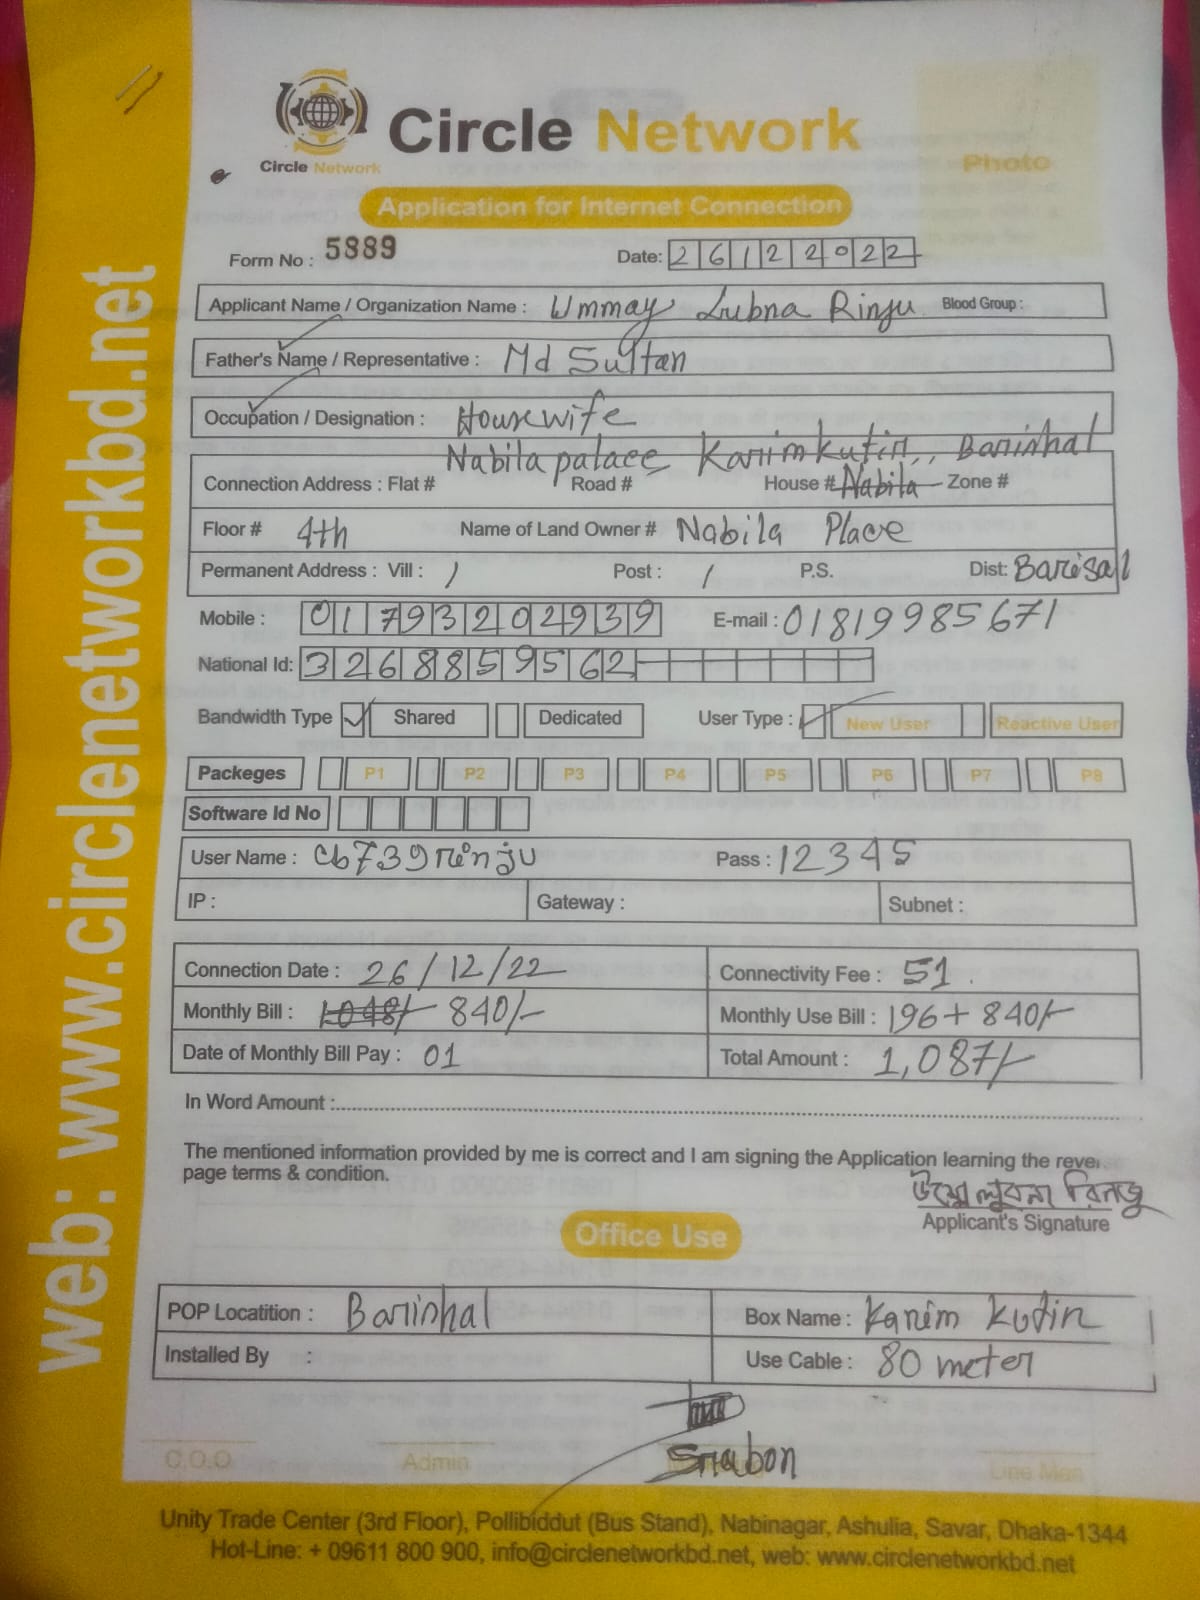 web: www.circlenetworkbd.net
Circle Network
Circle Network
Photo
Application for Internet Connection
Form No : 5889
Date: 26122022
Applicant Name / Organization Name : Ummay Lubna Rinju Blood Group :
Father's Name / Representative : Md Sultan
Occupation / Designation : Housewife
Nabila palace Karim kutir, Barishal
Connection Address : Flat # Road # House # Nabila Zone #
Floor # 4th Name of Land Owner # Nabila Place
Permanent Address : Vill : / Post : / P.S. Dist: Barisal
Mobile : 01793202939 E-mail : 01819985671
National Id: 3268859562
Bandwidth Type Shared Dedicated User Type : New User Reactive User
Packeges P1 P2 P3 P4 P5 P6 P7 P8
Software Id No
User Name : cb739rinju Pass : 12345
IP : Gateway : Subnet :
Connection Date : 26/12/22 Connectivity Fee : 51.
Monthly Bill : 1048/- 840/- Monthly Use Bill : 196+840/-
Date of Monthly Bill Pay : 01 Total Amount : 1,087/-
In Word Amount :
The mentioned information provided by me is correct and I am signing the Application learning the rever
page terms & condition.
উম্মে লুবনা রিনজু
Applicant's Signature
Office Use
POP Locatition : Barishal Box Name : Karim Kutir
Installed By : Use Cable : 80 meter
Srabon
C.O.O Admin Line Man
Unity Trade Center (3rd Floor), Pollibiddut (Bus Stand), Nabinagar, Ashulia, Savar, Dhaka-1344
Hot-Line: + 09611 800 900, info@circlenetworkbd.net, web: www.circlenetworkbd.net